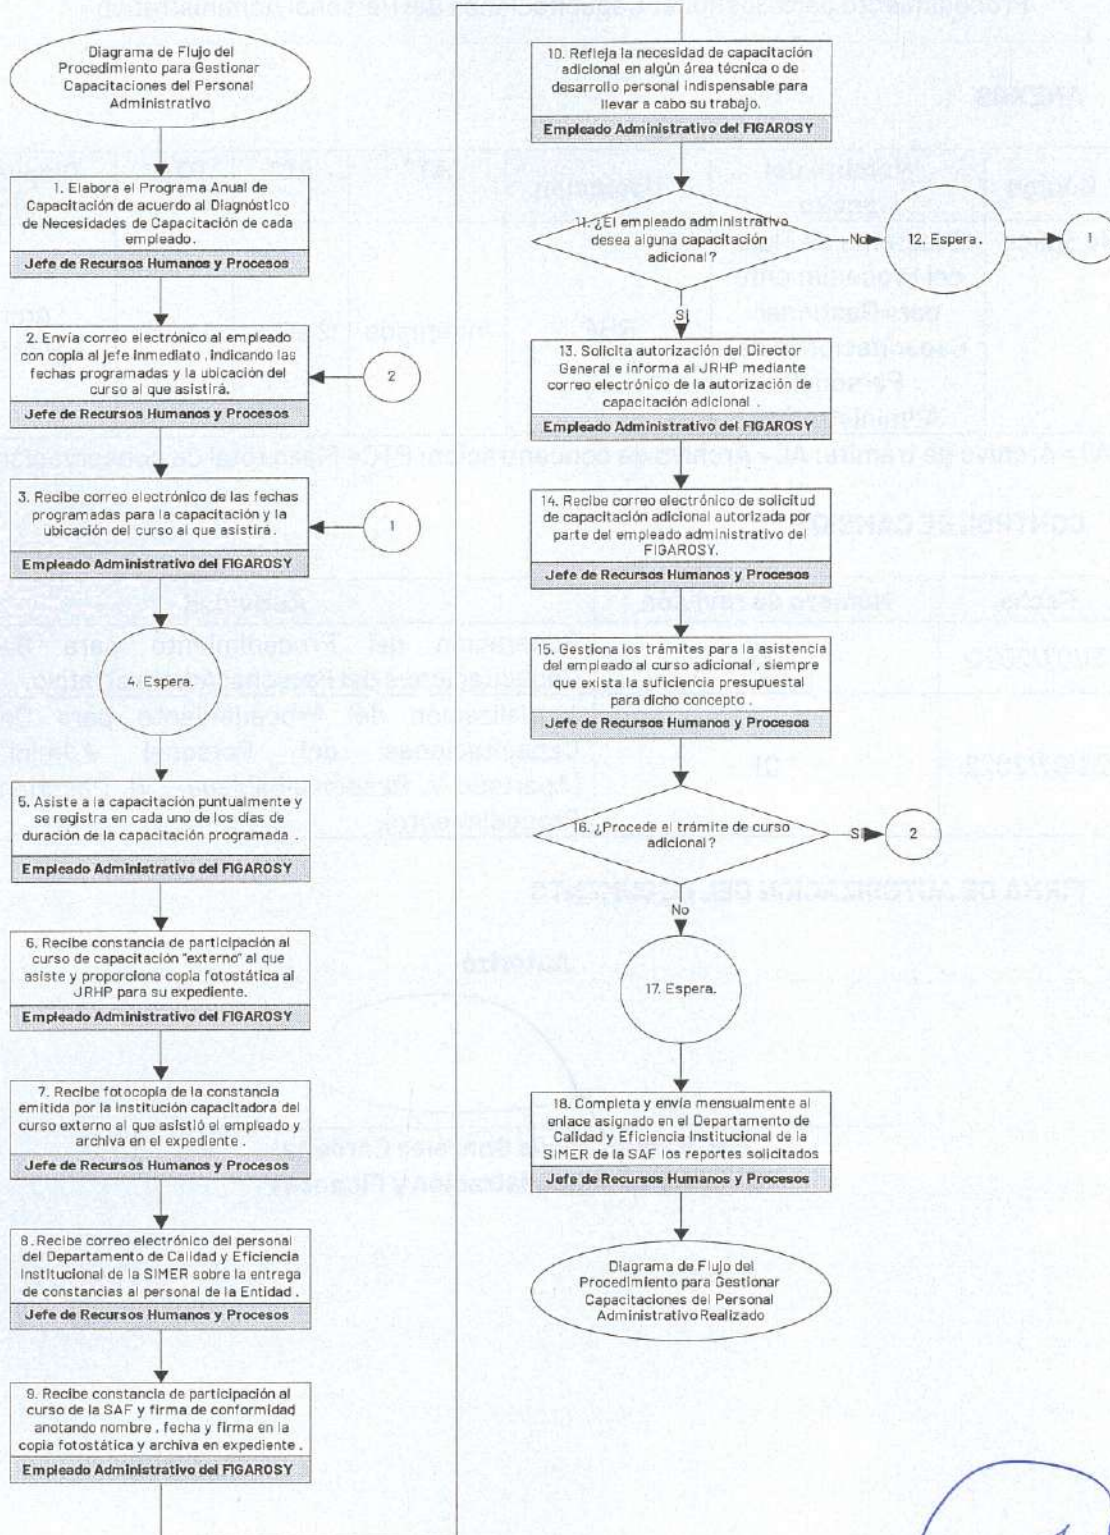 Diagrama de Flujo del
Procedimiento para Gestionar
Capacitaciones del Personal
Administrativo
1. Elabora el Programa Anual de
Capacitación de acuerdo al Diagnóstico
de Necesidades de Capacitación de cada
empleado.
Jefe de Recursos Humanos y Procesos
2. Envía correo electrónico al empleado
con copia al jefe inmediato, indicando las
fechas programadas y la ubicación del
curso al que asistirá.
Jefe de Recursos Humanos y Procesos
2
3. Recibe correo electrónico de las fechas
programadas para la capacitación y la
ubicación del curso al que asistirá.
Empleado Administrativo del FIGAROSY
1
4. Espera.
5. Asiste a la capacitación puntualmente y
se registra en cada uno de los días de
duración de la capacitación programada.
Empleado Administrativo del FIGAROSY
6. Recibe constancia de participación al
curso de capacitación "externo" al que
asiste y proporciona copia fotostática al
JRHP para su expediente.
Empleado Administrativo del FIGAROSY
7. Recibe fotocopia de la constancia
emitida por la institución capacitadora del
curso externo al que asistió el empleado y
archiva en el expediente.
Jefe de Recursos Humanos y Procesos
8. Recibe correo electrónico del personal
del Departamento de Calidad y Eficiencia
Institucional de la SIMER sobre la entrega
de constancias al personal de la Entidad.
Jefe de Recursos Humanos y Procesos
9. Recibe constancia de participación al
curso de la SAF y firma de conformidad
anotando nombre, fecha y firma en la
copia fotostática y archiva en expediente.
Empleado Administrativo del FIGAROSY
10. Refleja la necesidad de capacitación
adicional en algún área técnica o de
desarrollo personal indispensable para
llevar a cabo su trabajo.
Empleado Administrativo del FIGAROSY
11. ¿El empleado administrativo
desea alguna capacitación
adicional?
No
12. Espera.
1
Sí
13. Solicita autorización del Director
General e informa al JRHP mediante
correo electrónico de la autorización de
capacitación adicional.
Empleado Administrativo del FIGAROSY
14. Recibe correo electrónico de solicitud
de capacitación adicional autorizada por
parte del empleado administrativo del
FIGAROSY.
Jefe de Recursos Humanos y Procesos
15. Gestiona los trámites para la asistencia
del empleado al curso adicional, siempre
que exista la suficiencia presupuestal
para dicho concepto.
Jefe de Recursos Humanos y Procesos
16. ¿Procede el trámite de curso
adicional?
Sí
2
No
17. Espera.
18. Completa y envía mensualmente al
enlace asignado en el Departamento de
Calidad y Eficiencia Institucional de la
SIMER de la SAF los reportes solicitados
Jefe de Recursos Humanos y Procesos
Diagrama de Flujo del
Procedimiento para Gestionar
Capacitaciones del Personal
Administrativo Realizado